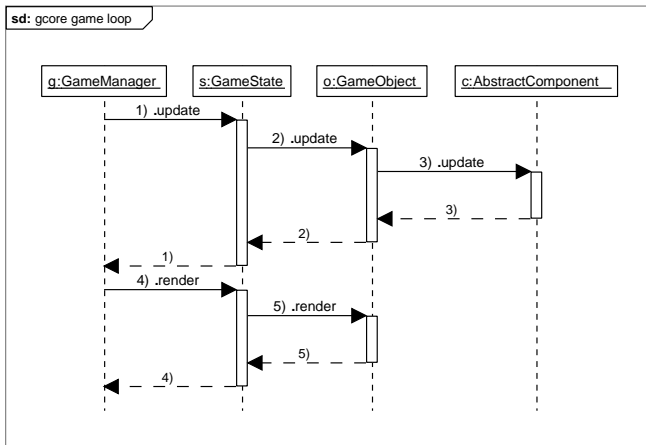 sd: gcore game loop
g:GameManager
s:GameState
o:GameObject
c:AbstractComponent
1) .update
2) .update
3) .update
3)
2)
1)
4) .render
5) .render
5)
4)